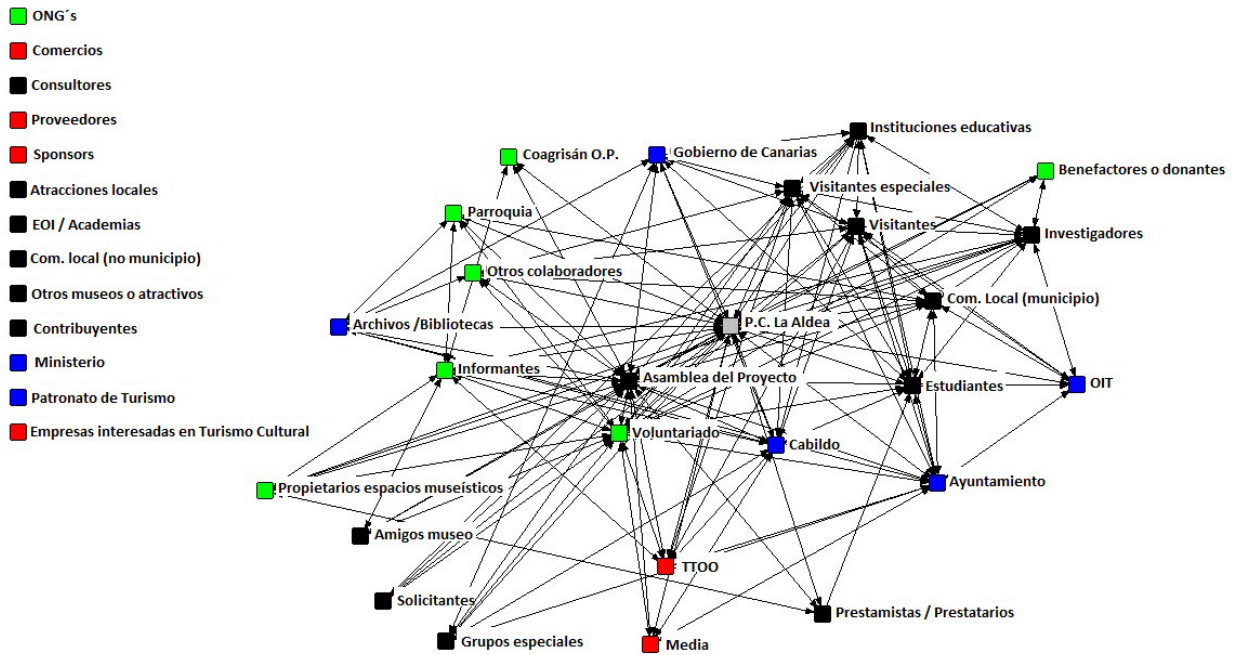 ONG´s
Comercios
Consultores
Proveedores
Sponsors
Atracciones locales
EOI / Academias
Com. local (no municipio)
Otros museos o atractivos
Contribuyentes
Ministerio
Patronato de Turismo
Empresas interesadas en Turismo Cultural
Instituciones educativas
Coagrisán O.P.
Gobierno de Canarias
Benefactores o donantes
Visitantes especiales
Parroquia
Visitantes
Investigadores
Otros colaboradores
Com. Local (municipio)
Archivos /Bibliotecas
P.C. La Aldea
Informantes
Asamblea del Proyecto
Estudiantes
OIT
Voluntariado
Cabildo
Propietarios espacios museísticos
Ayuntamiento
Amigos museo
TTOO
Solicitantes
Prestamistas / Prestatarios
Grupos especiales
Media